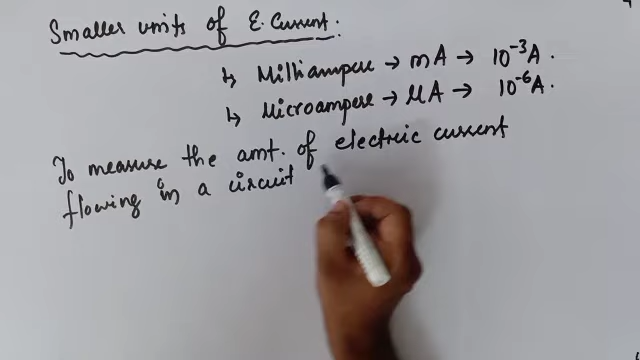 Smaller units of E. Current.
↳ Milliampere → mA → 10⁻³A.
↳ Microampere → μA → 10⁻⁶A.
To measure the amt. of electric current
flowing in a circuit